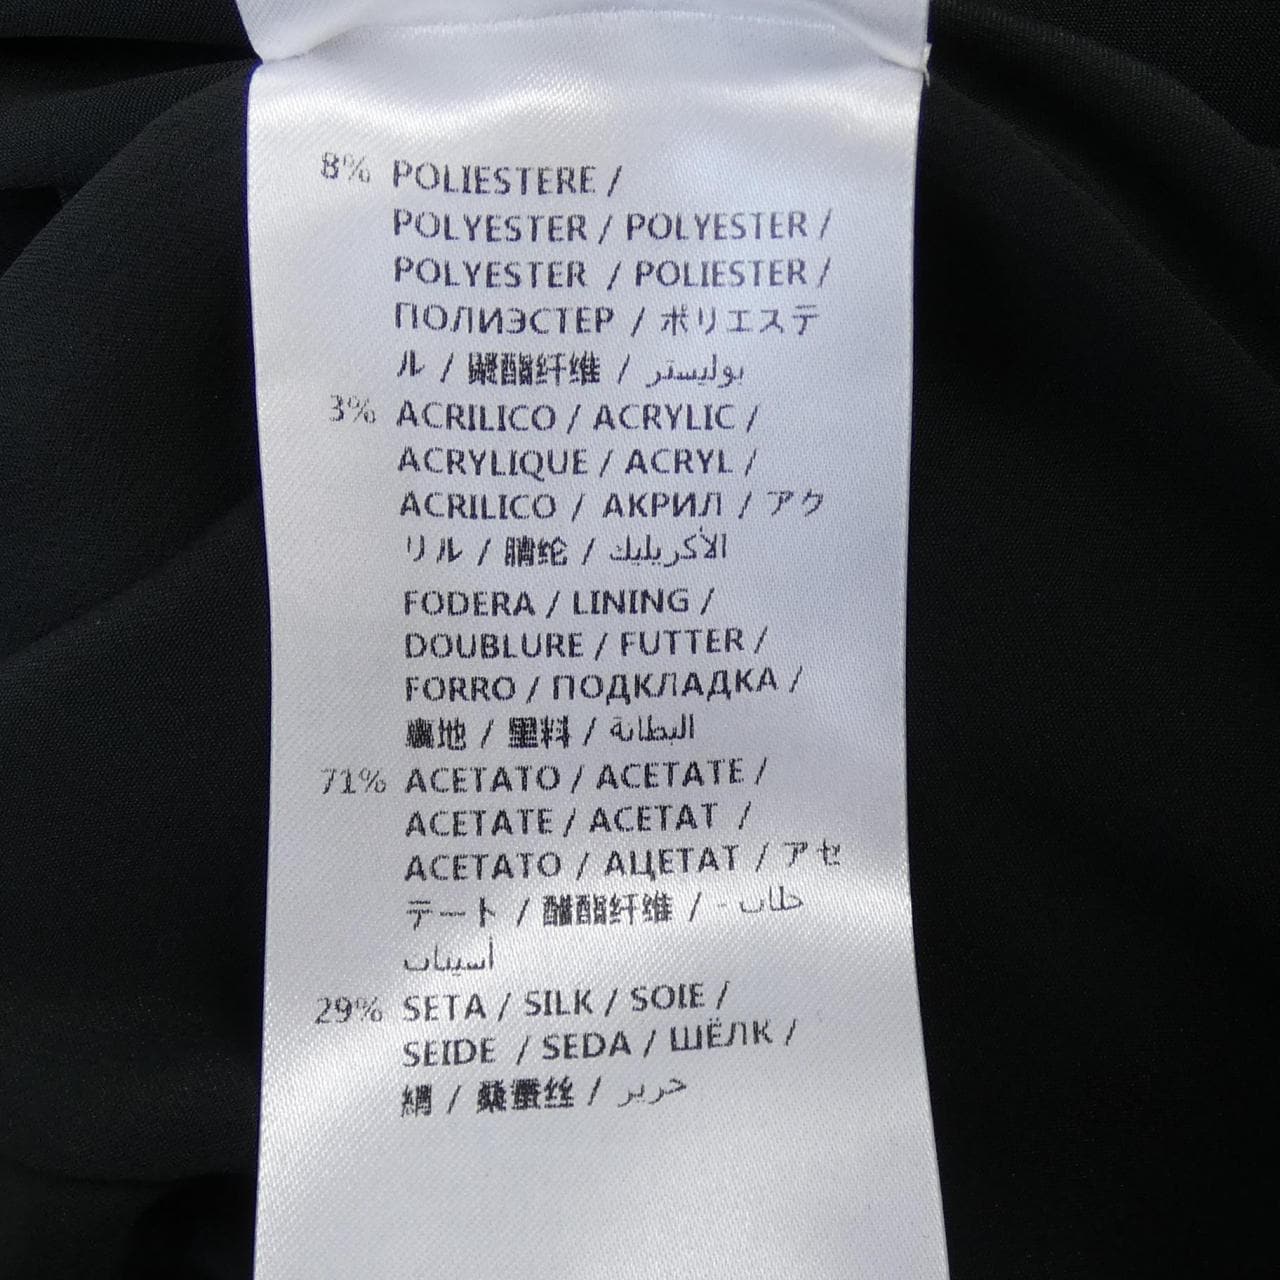 8% POLIESTERE /
POLYESTER / POLYESTER /
POLYESTER / POLIESTER /
ПОЛИЭСТЕР / ポリエステ
ル / 聚酯纤维 / بوليستر
3% ACRILICO / ACRYLIC /
ACRYLIQUE / ACRYL /
ACRILICO / АКРИЛ / アク
リル / 腈纶 / الأكريليك
FODERA / LINING /
DOUBLURE / FUTTER /
FORRO / ПОДКЛАДКА /
裏地 / 里料 / البطانة
71% ACETATO / ACETATE /
ACETATE / ACETAT /
ACETATO / АЦЕТАТ / アセ
テート / 醋酯纤维 / - خلات
أسيتات
29% SETA / SILK / SOIE /
SEIDE / SEDA / ШЁЛК /
絹 / 桑蚕丝 / حرير